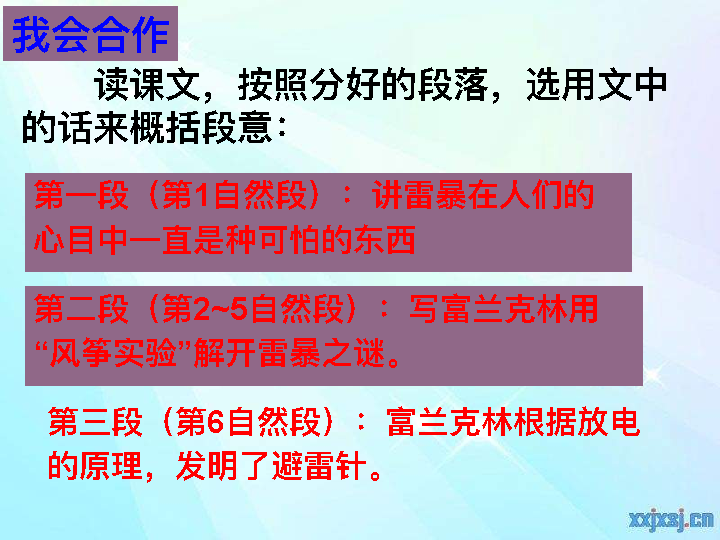 我会合作
读课文，按照分好的段落，选用文中
的话来概括段意：
第一段（第1自然段）：讲雷暴在人们的
心目中一直是种可怕的东西
第二段（第2~5自然段）：写富兰克林用
“风筝实验”解开雷暴之谜。
第三段（第6自然段）：富兰克林根据放电
的原理，发明了避雷针。
xxjxsj.cn